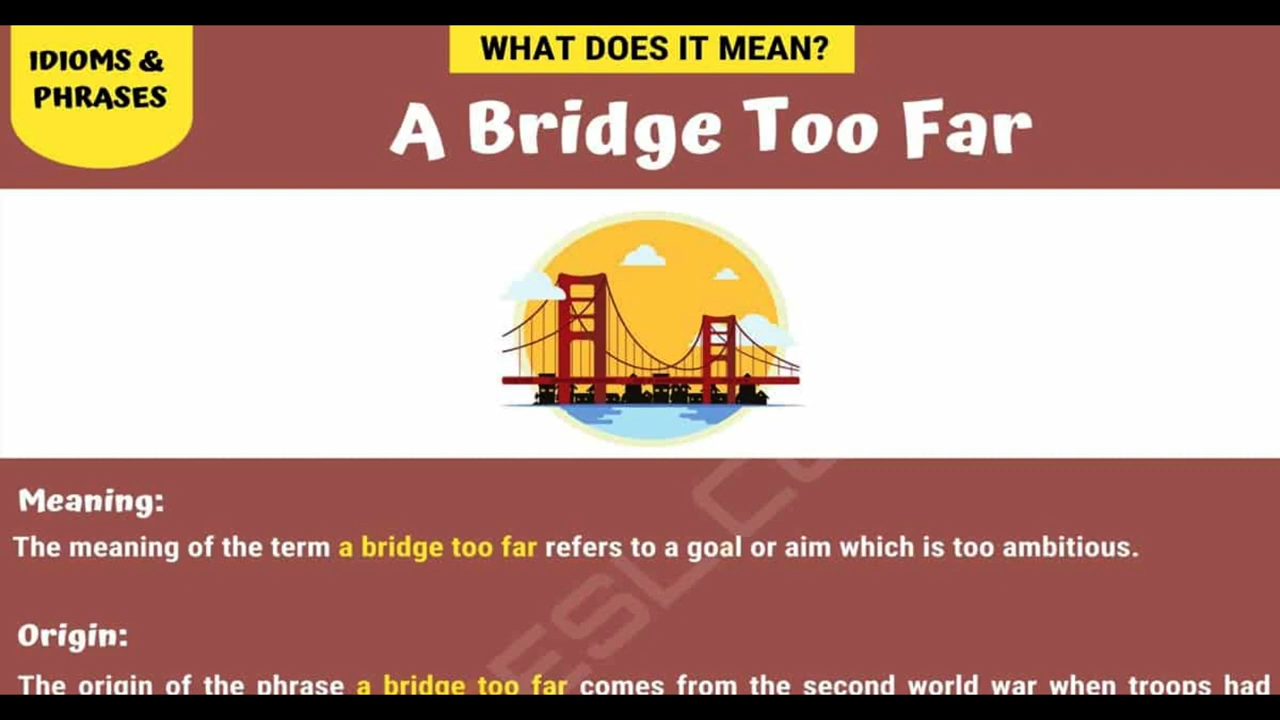 IDIOMS &
PHRASES
WHAT DOES IT MEAN?
A Bridge Too Far
Meaning:
The meaning of the term a bridge too far refers to a goal or aim which is too ambitious.
Origin:
The origin of the phrase a bridge too far comes from the second world war when troops had